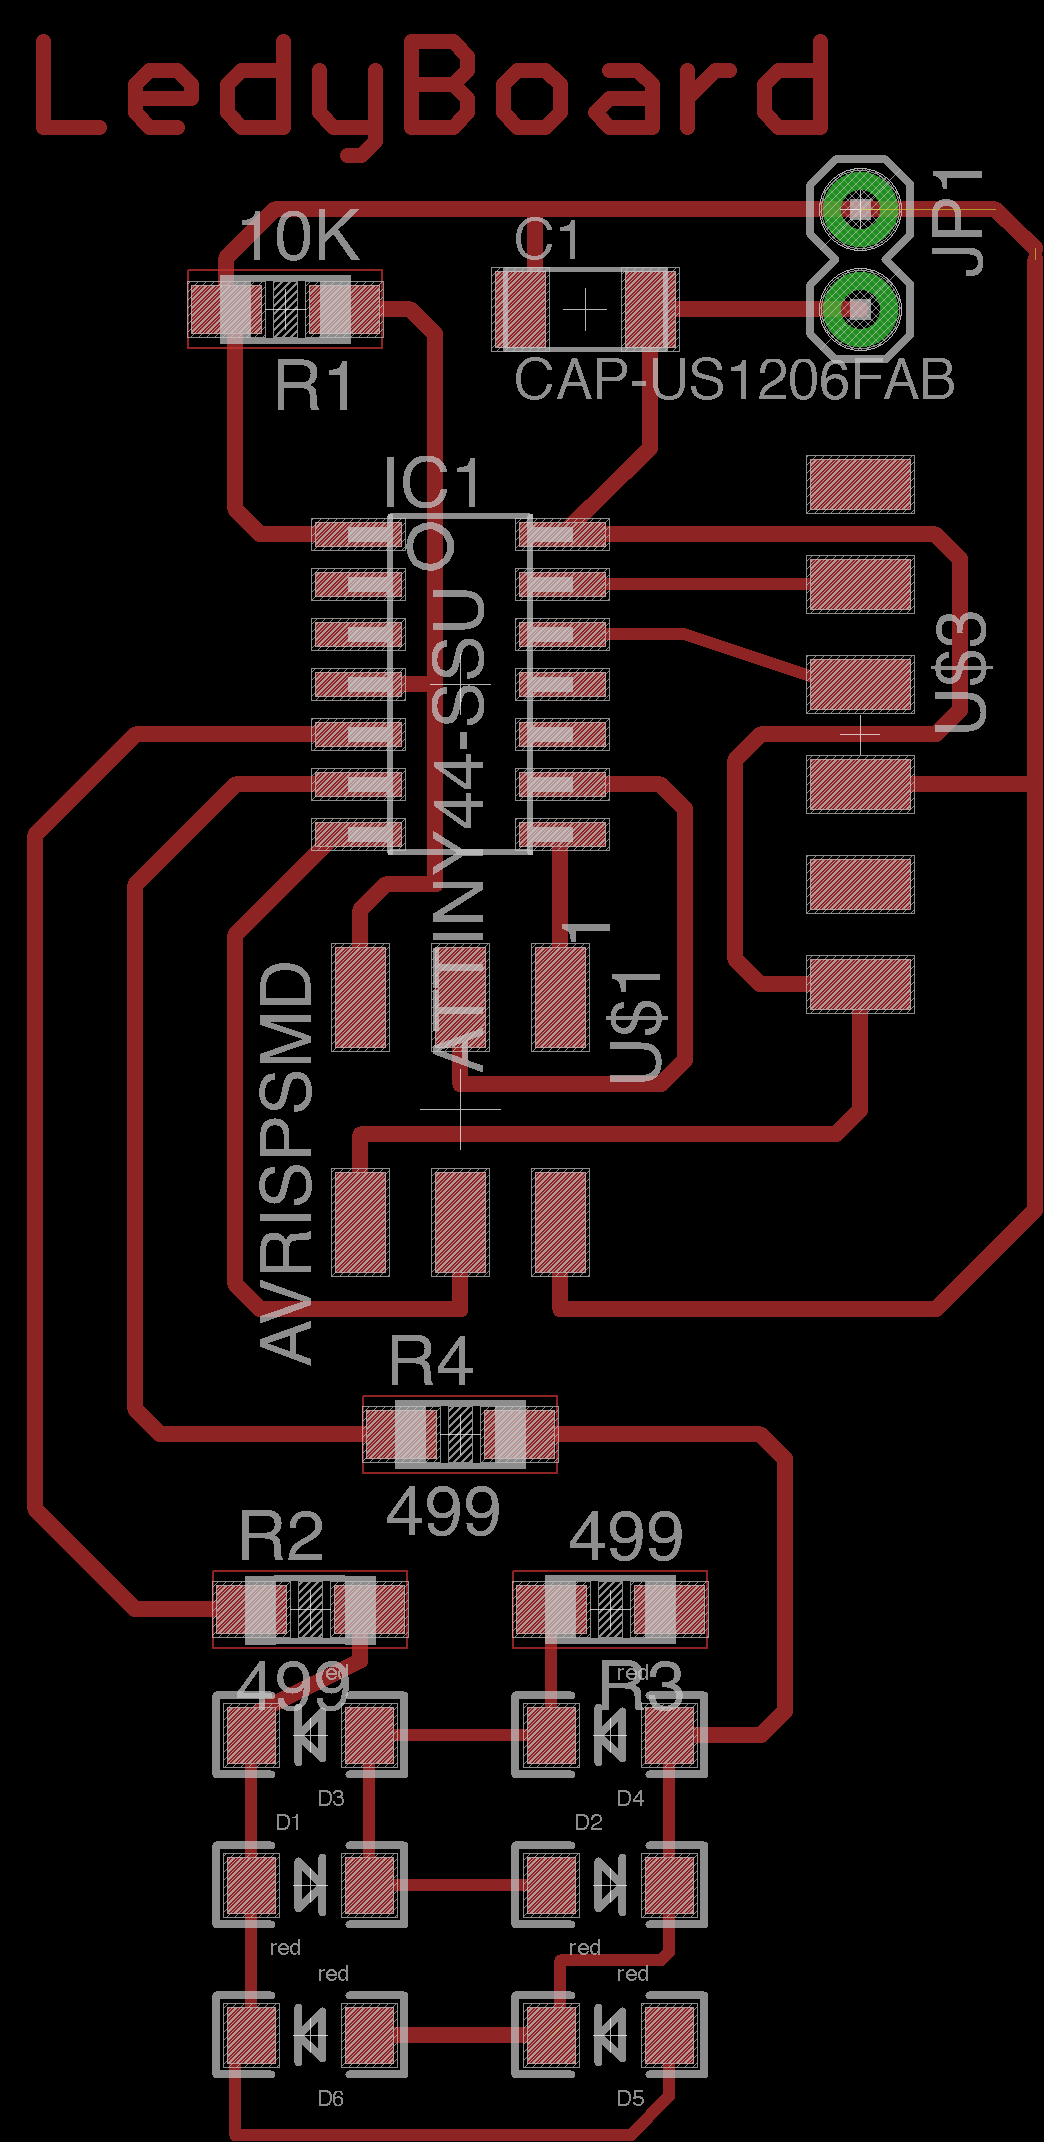 LedyBoard
JP1
10K
C1
R1
CAP-US1206FAB
IC1
ATTINY44-SSU
U$3
1
U$1
AVRISPSMD
R4
499
R2
499
499
red
R3
red
D3
D4
D1
D2
red
red
red
red
D6
D5